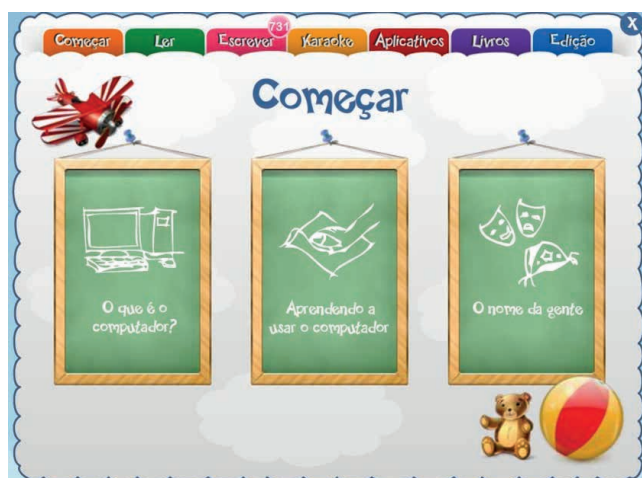 X
Começar Ler Escrever 731 Karaoke Aplicativos Livros Edição
Começar
O que é o
computador?
Aprendendo a
usar o computador
O nome da gente